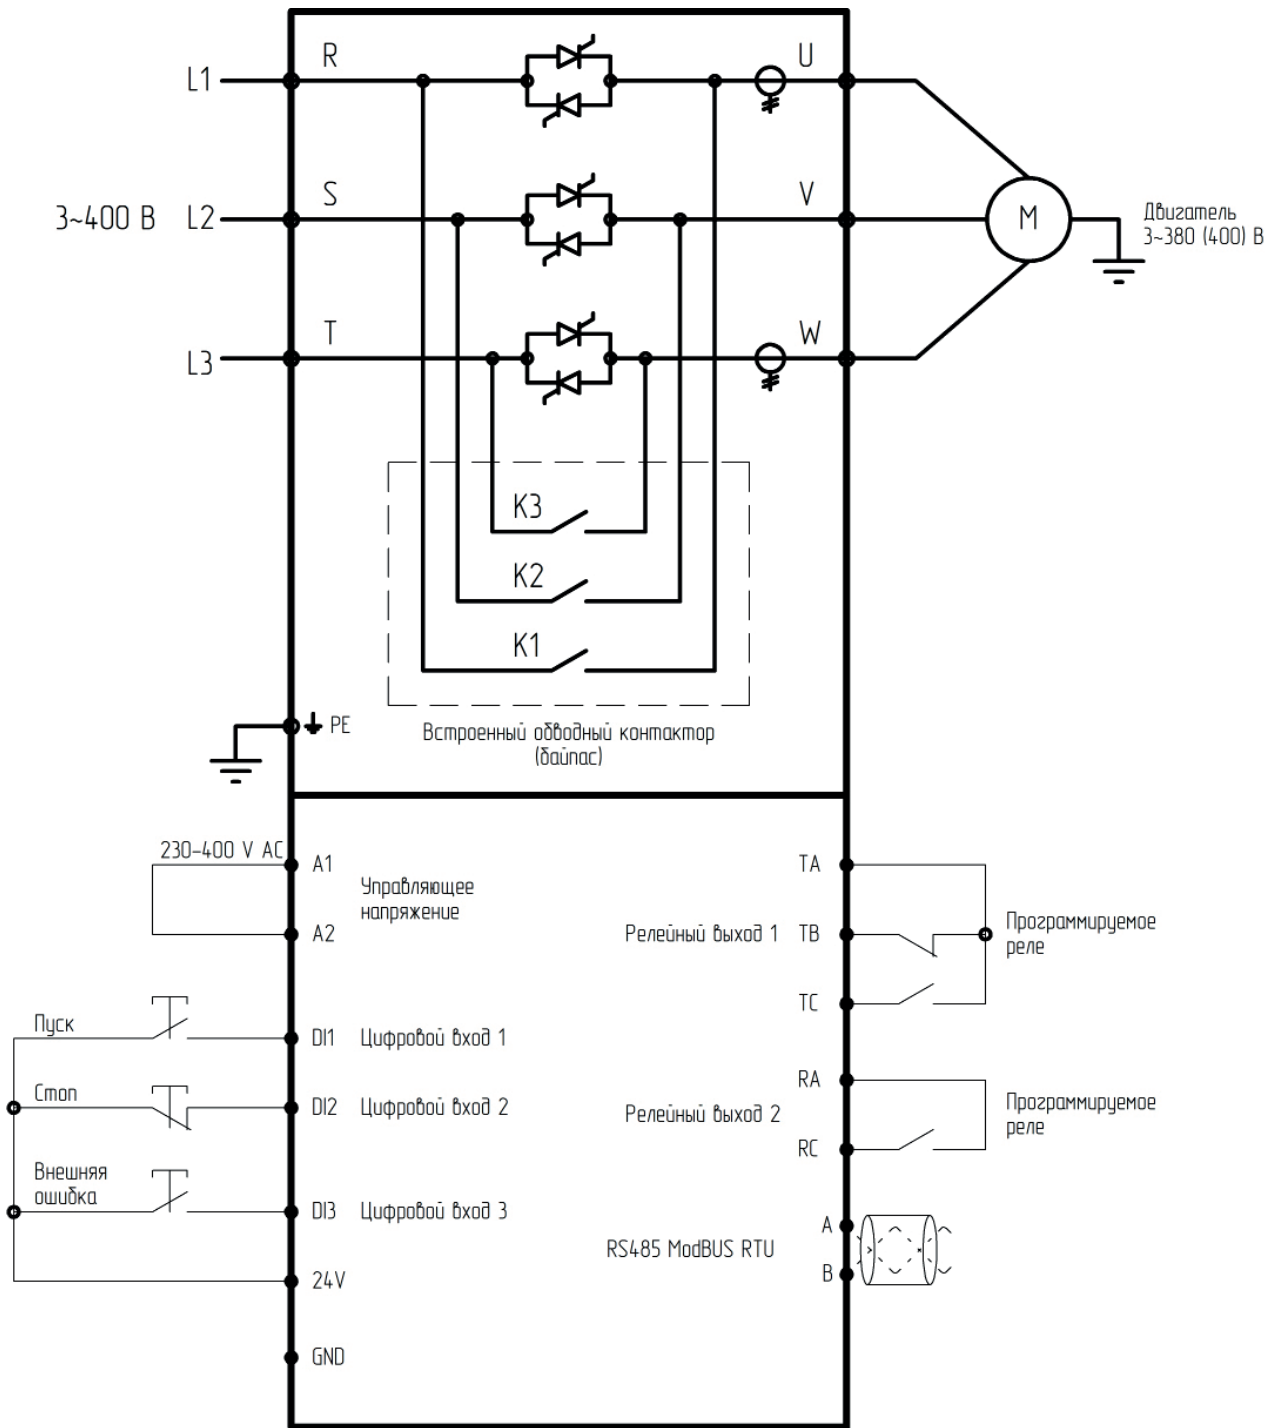 R
U
L1
S
V
3~400 В
L2
M
Двигатель
3~380 (400) В
T
W
L3
K3
K2
K1
PE
Встроенный обводный контактор
(байпас)
230-400 V AC
A1
Управляющее
напряжение
A2
TA
Релейный выход 1
TB
Программируемое
реле
TC
Пуск
DI1
Цифровой вход 1
Стоп
DI2
Цифровой вход 2
RA
Релейный выход 2
Программируемое
реле
RC
Внешняя
ошибка
DI3
Цифровой вход 3
A
RS485 ModBUS RTU
B
24V
GND